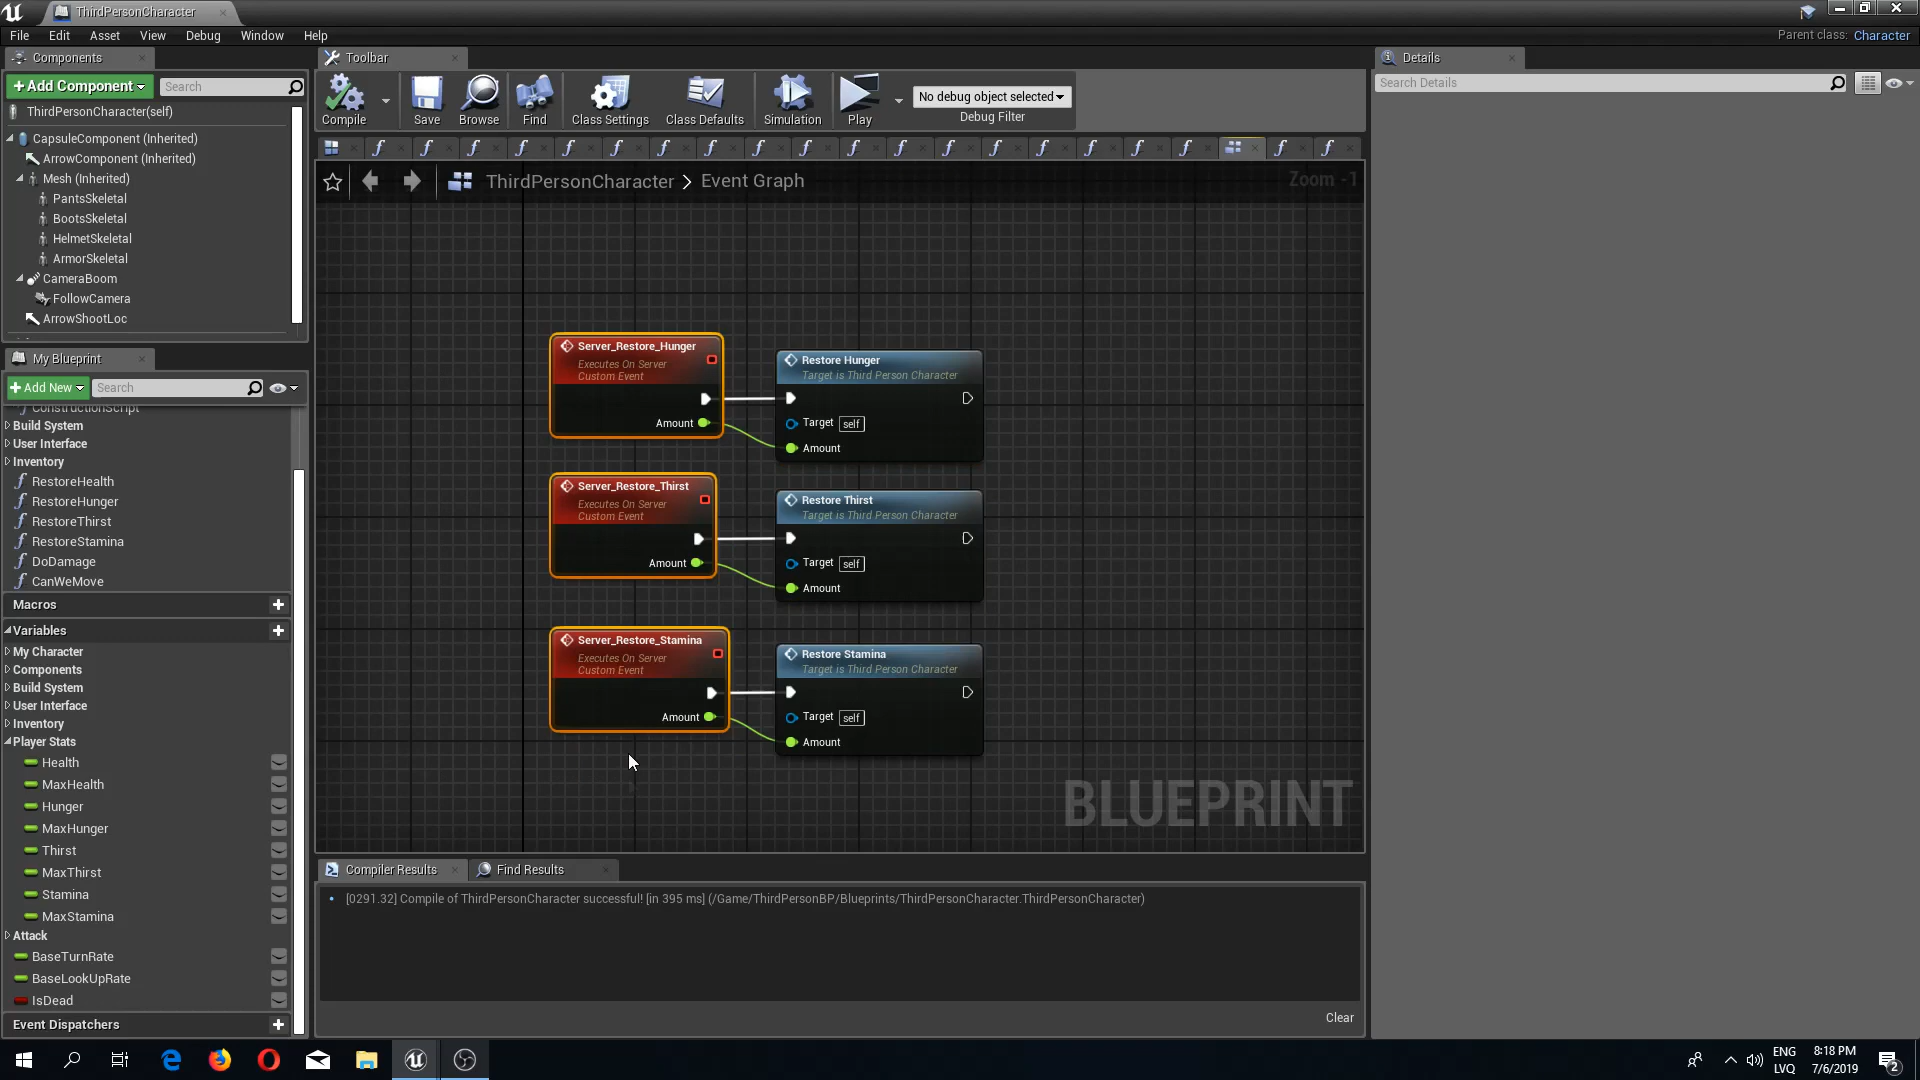 ThirdPersonCharacter
File Edit Asset View Debug Window Help
Parent class: Character
Components
Toolbar
Details
+Add Component
Search
Search Details
ThirdPersonCharacter(self)
CapsuleComponent (Inherited)
ArrowComponent (Inherited)
Mesh (Inherited)
PantsSkeletal
BootsSkeletal
HelmetSkeletal
ArmorSkeletal
CameraBoom
FollowCamera
ArrowShootLoc
Compile
Save
Browse
Find
Class Settings
Class Defaults
Simulation
Play
No debug object selected
Debug Filter
ThirdPersonCharacter > Event Graph
Zoom -1
My Blueprint
+Add New
Search
ConstructionScript
Build System
User Interface
Inventory
RestoreHealth
RestoreHunger
RestoreThirst
RestoreStamina
DoDamage
CanWeMove
Macros
Variables
My Character
Components
Build System
User Interface
Inventory
Player Stats
Health
MaxHealth
Hunger
MaxHunger
Thirst
MaxThirst
Stamina
MaxStamina
Attack
BaseTurnRate
BaseLookUpRate
IsDead
Event Dispatchers
Server_Restore_Hunger
Executes On Server
Custom Event
Amount
Restore Hunger
Target is Third Person Character
Target self
Amount
Server_Restore_Thirst
Executes On Server
Custom Event
Amount
Restore Thirst
Target is Third Person Character
Target self
Amount
Server_Restore_Stamina
Executes On Server
Custom Event
Amount
Restore Stamina
Target is Third Person Character
Target self
Amount
BLUEPRINT
Compiler Results
Find Results
[0291.32] Compile of ThirdPersonCharacter successful! [in 395 ms] (/Game/ThirdPersonBP/Blueprints/ThirdPersonCharacter.ThirdPersonCharacter)
Clear
ENG
LVQ
8:18 PM
7/6/2019
2